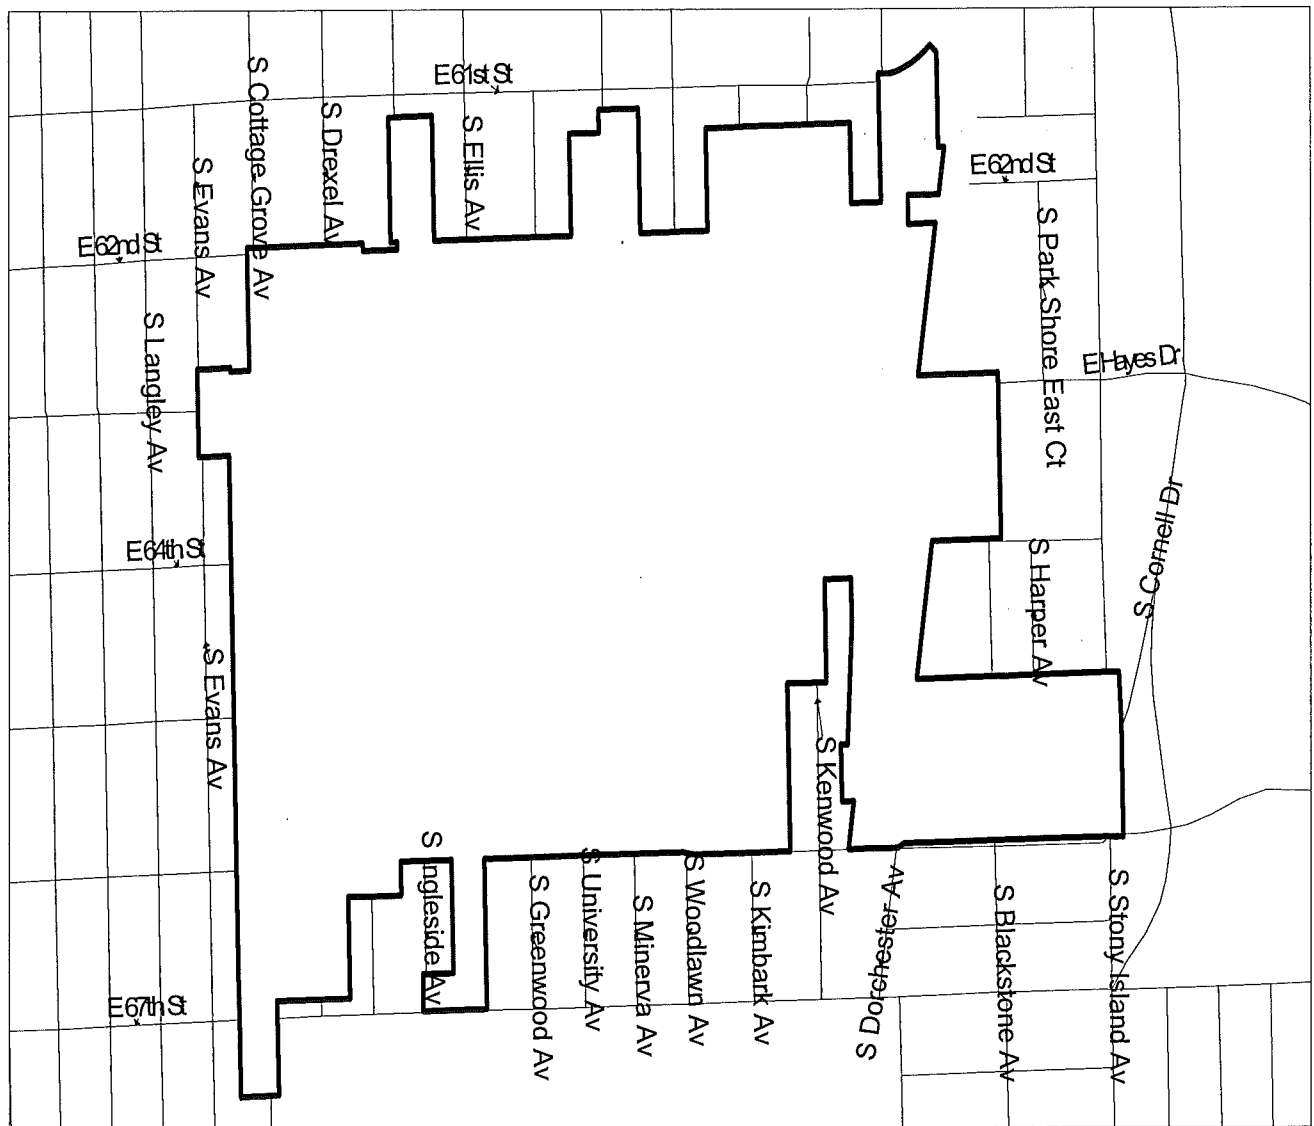 E 61st St
S Cottage Grove Av
S Drexel Av
S Ellis Av
S Evans Av
E 62nd St
E 62nd St
S Park Shore East Ct
S Langley Av
E Hayes Dr
S Cornell Dr
E 64th St
S Harper Av
S Evans Av
S Kenwood Av
S Ingleside Av
S University Av
S Greenwood Av
S Minerva Av
S Woodlawn Av
S Kimbark Av
S Dorchester Av
S Blackstone Av
S Stony Island Av
E 67th St